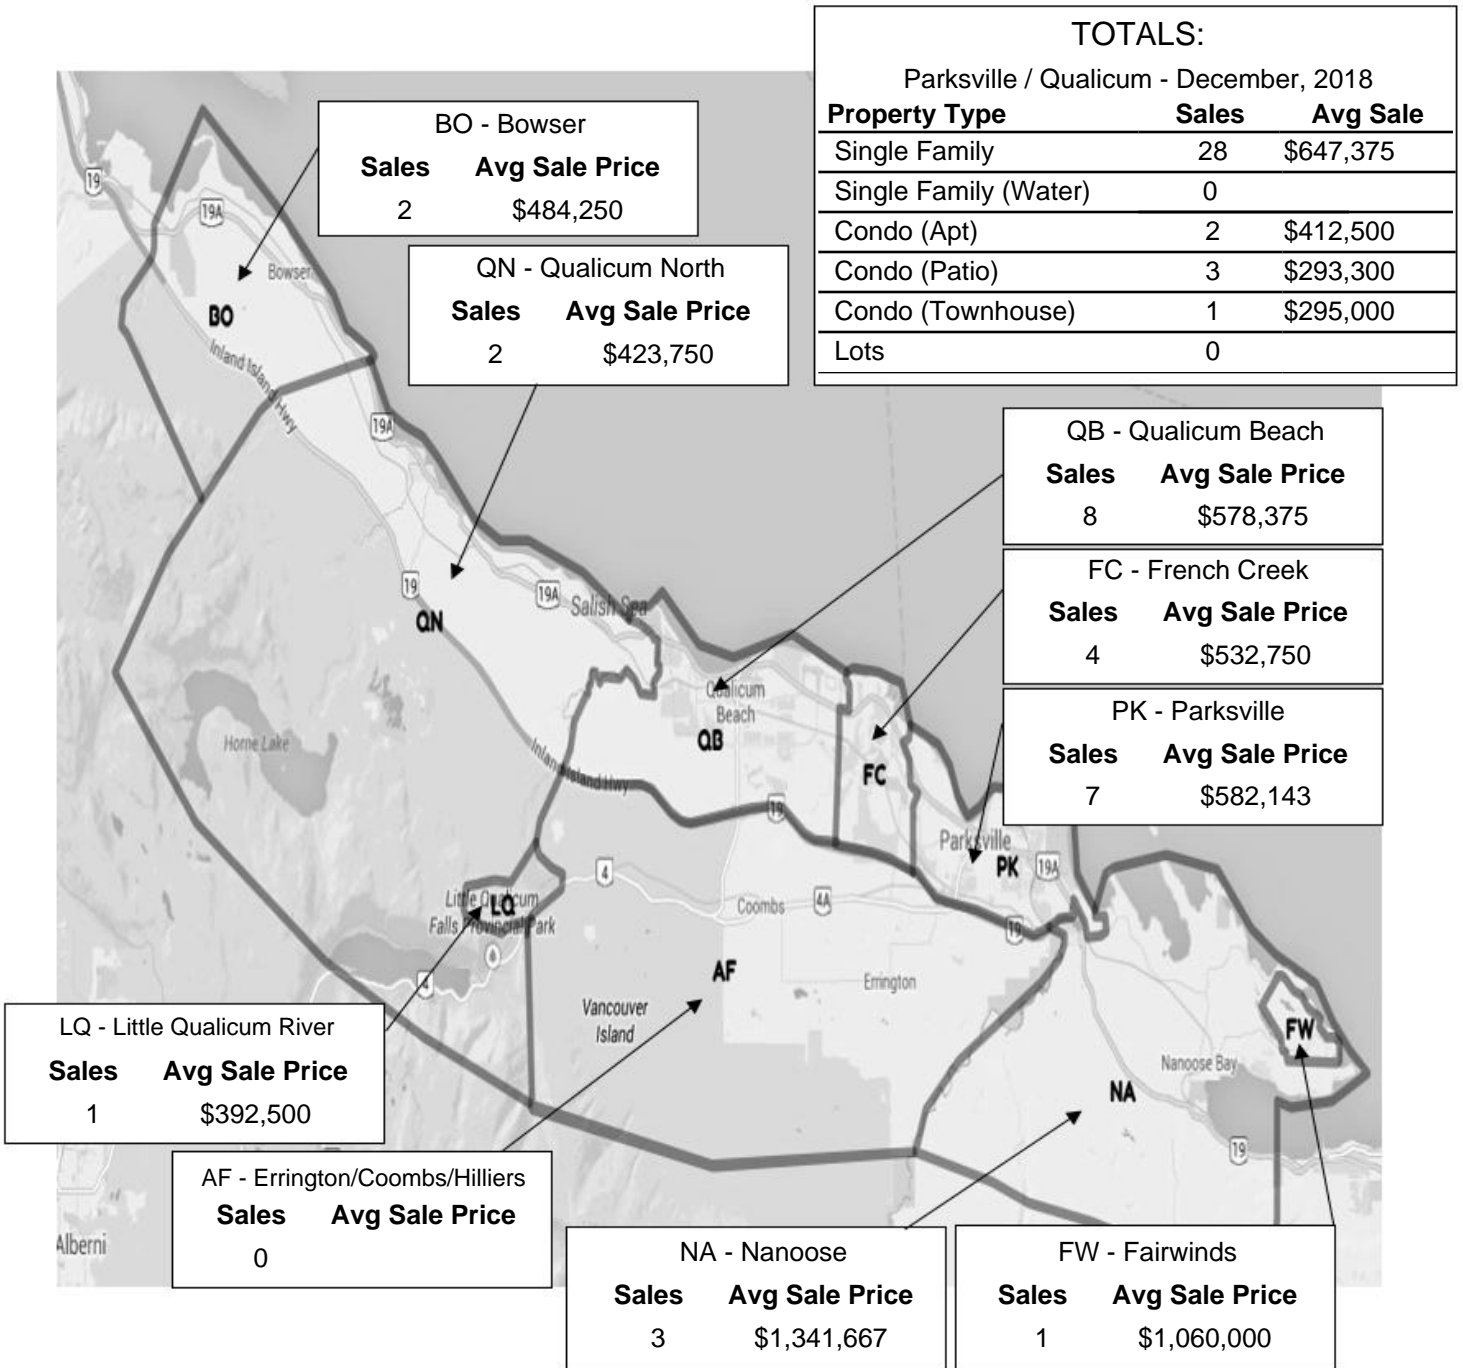 TOTALS:
Parksville / Qualicum - December, 2018
Property Type Sales Avg Sale
Single Family 28 $647,375
Single Family (Water) 0
Condo (Apt) 2 $412,500
Condo (Patio) 3 $293,300
Condo (Townhouse) 1 $295,000
Lots 0
BO - Bowser
Sales Avg Sale Price
2 $484,250
QN - Qualicum North
Sales Avg Sale Price
2 $423,750
QB - Qualicum Beach
Sales Avg Sale Price
8 $578,375
FC - French Creek
Sales Avg Sale Price
4 $532,750
PK - Parksville
Sales Avg Sale Price
7 $582,143
LQ - Little Qualicum River
Sales Avg Sale Price
1 $392,500
AF - Errington/Coombs/Hilliers
Sales Avg Sale Price
0
NA - Nanoose
Sales Avg Sale Price
3 $1,341,667
FW - Fairwinds
Sales Avg Sale Price
1 $1,060,000
19
19A
Bowser
BO
Inland Island Hwy
19A
19
19A
Salish Sea
QN
Qualicum
Beach
QB
Horne Lake
Inland Island Hwy
FC
19
Parksville
PK
19A
4
Little Qualicum
Falls Provincial Park
LQ
Coombs
4A
19
4
AF
Errington
Vancouver
Island
FW
Nanoose Bay
NA
19
Alberni